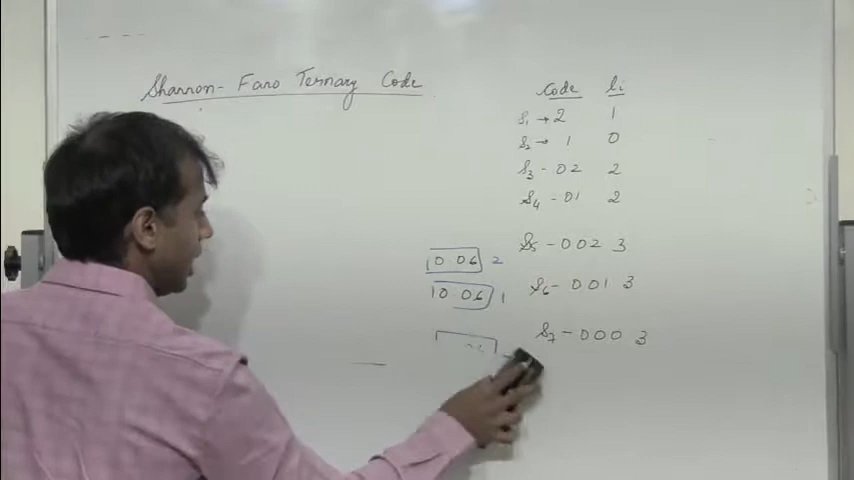 Shannon- Fano Ternary Code
Code li
S1 → 2 1
S2 → 1 0
S3 - 02 2
S4 - 01 2
0.06 2 S5 - 002 3
0.06 1 S6 - 001 3
S7 - 000 3